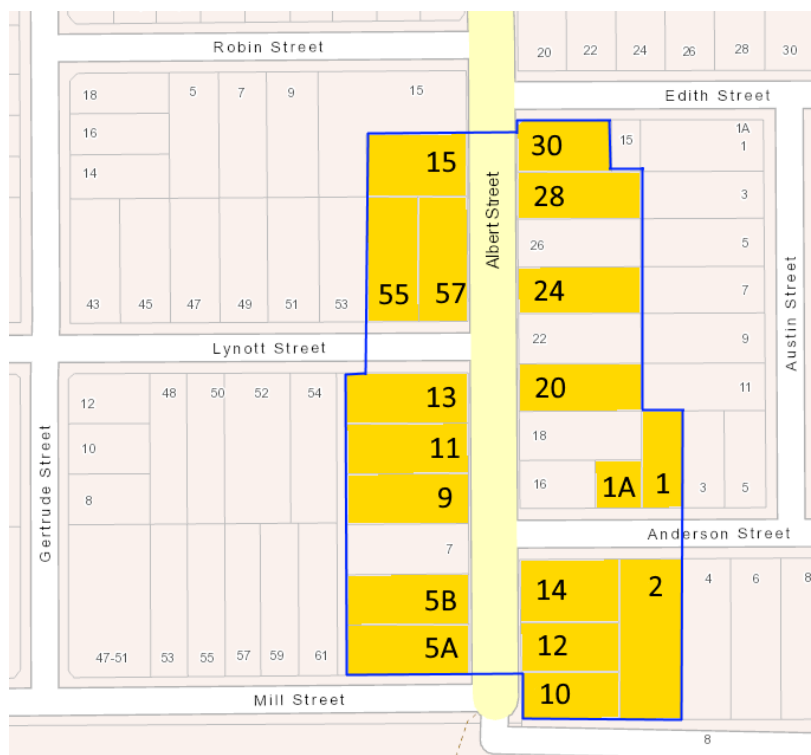 Robin Street
20 22 24 26 28 30
Edith Street
18 5 7 9 15
16
14
15
43 45 47 49 51 53 55 57
Albert Street
30 15 1A
1
28 3
26 5
24 7
22 9
20 11
18
16 1A 1 3 5
Austin Street
Lynott Street
Gertrude Street
12 48 50 52 54 13
10 11
8 9
7
5B
47-51 53 55 57 59 61 5A
Anderson Street
14 2 4 6 8
12
10
Mill Street
8